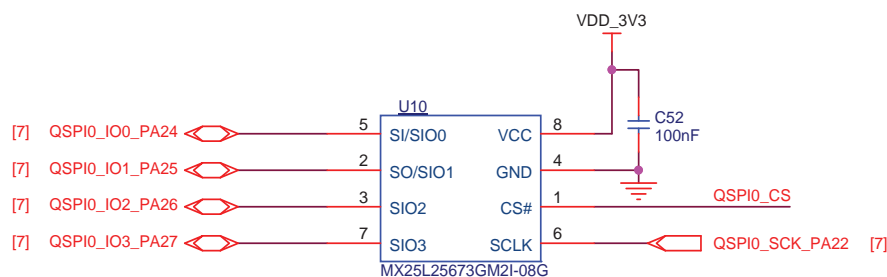 VDD_3V3
U10
C52
100nF
[7] QSPI0_IO0_PA24 5 SI/SIO0 VCC 8
[7] QSPI0_IO1_PA25 2 SO/SIO1 GND 4
[7] QSPI0_IO2_PA26 3 SIO2 CS# 1 QSPI0_CS
[7] QSPI0_IO3_PA27 7 SIO3 SCLK 6 QSPI0_SCK_PA22 [7]
MX25L25673GM2I-08G